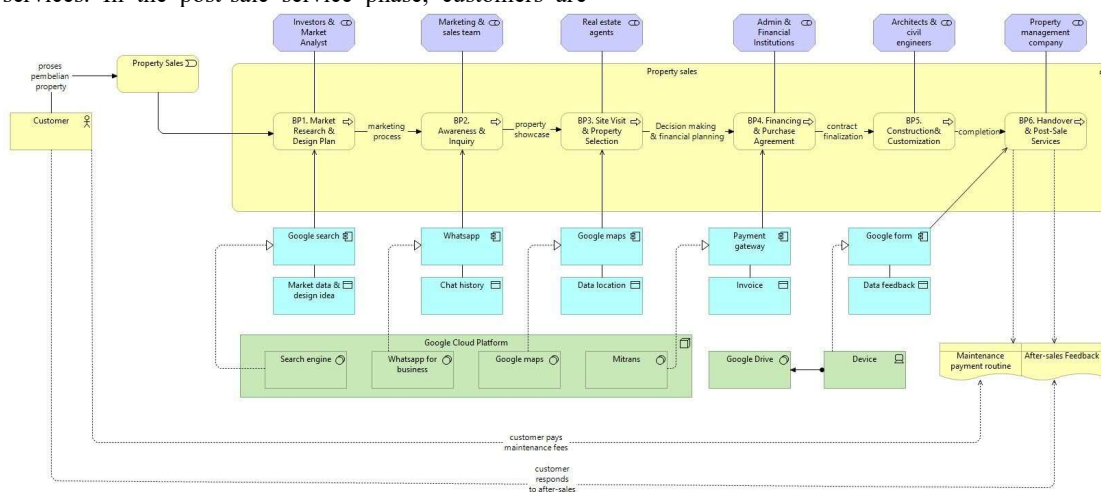 services. In the post-sale service phase, customers are
Investors &
Market
Analyst
Marketing &
sales team
Real estate
agents
Admin &
Financial
Institutions
Architects &
civil
engineers
Property
management
company
proses
pembelian
property
Property Sales
Property sales
Customer
BP1. Market
Research &
Design Plan
marketing
process
BP2.
Awareness &
Inquiry
property
showcase
BP3. Site Visit
& Property
Selection
Decision making
& financial planning
BP4. Financing
& Purchase
Agreement
contract
finalization
BP5.
Construction&
Customization
completion
BP6. Handover
& Post-Sale
Services
Google search
Whatsapp
Google maps
Payment
gateway
Google form
Market data &
design idea
Chat history
Data location
Invoice
Data feedback
Google Cloud Platform
Search engine
Whatsapp for
business
Google maps
Mitrans
Google Drive
Device
Maintenance
payment routine
After-sales Feedback
customer pays
maintenance fees
customer
responds
to after-sales